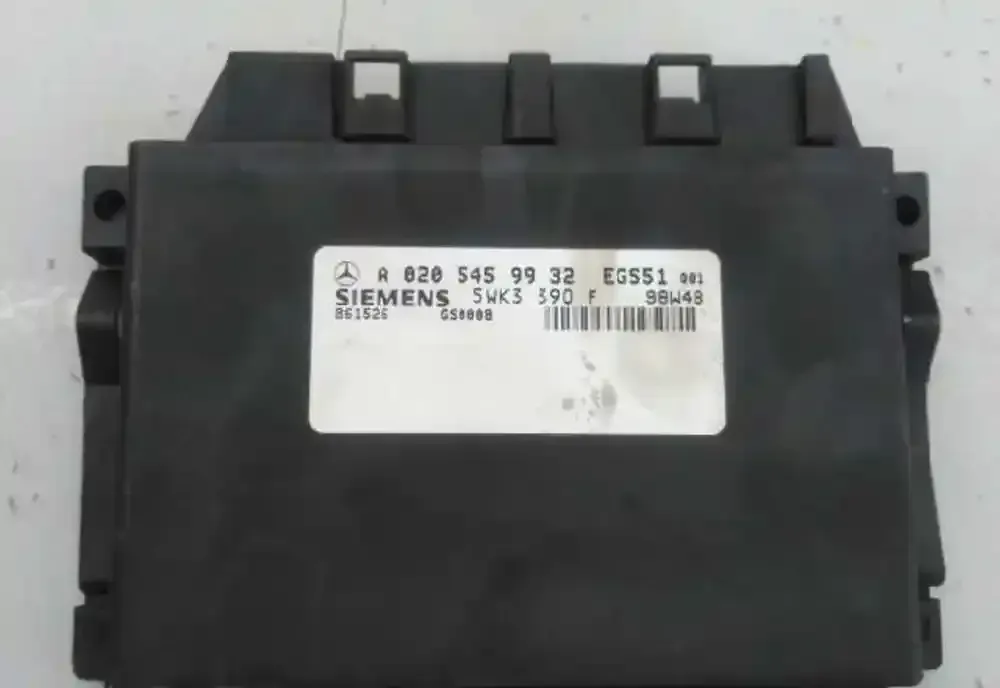 A 020 545 99 32 EGS51 001
SIEMENS 5WK3 390 F 98W48
861526 GS0008